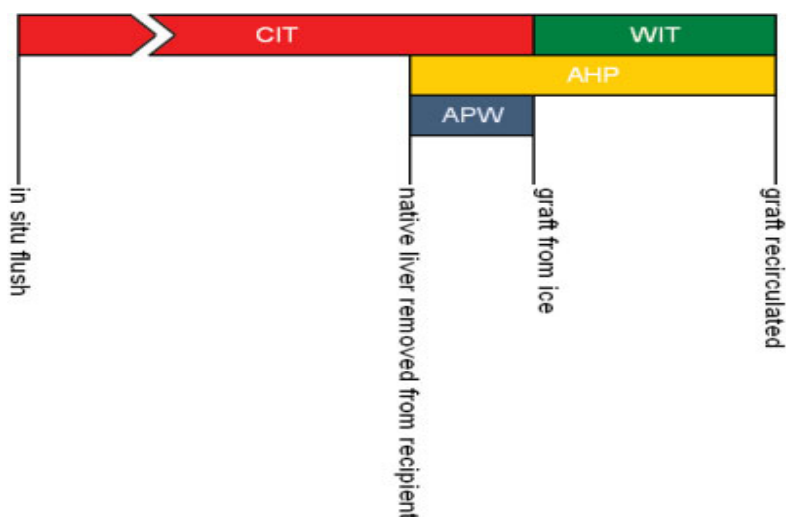 CIT
WIT
AHP
APW
in situ flush
native liver removed from recipient
graft from ice
graft recirculated